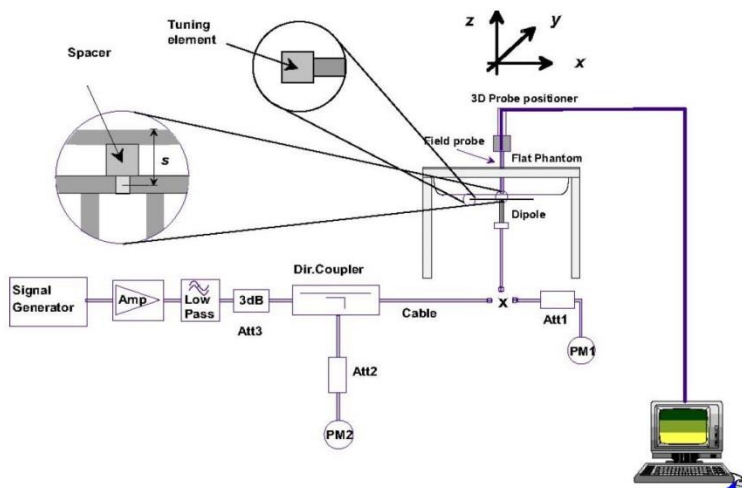 Tuning
element
Spacer
s
z
y
x
3D Probe positioner
Field probe
Flat Phantom
Dipole
Dir.Coupler
Signal
Generator
Amp
Low
Pass
3dB
Att3
Cable
x
Att1
PM1
Att2
PM2